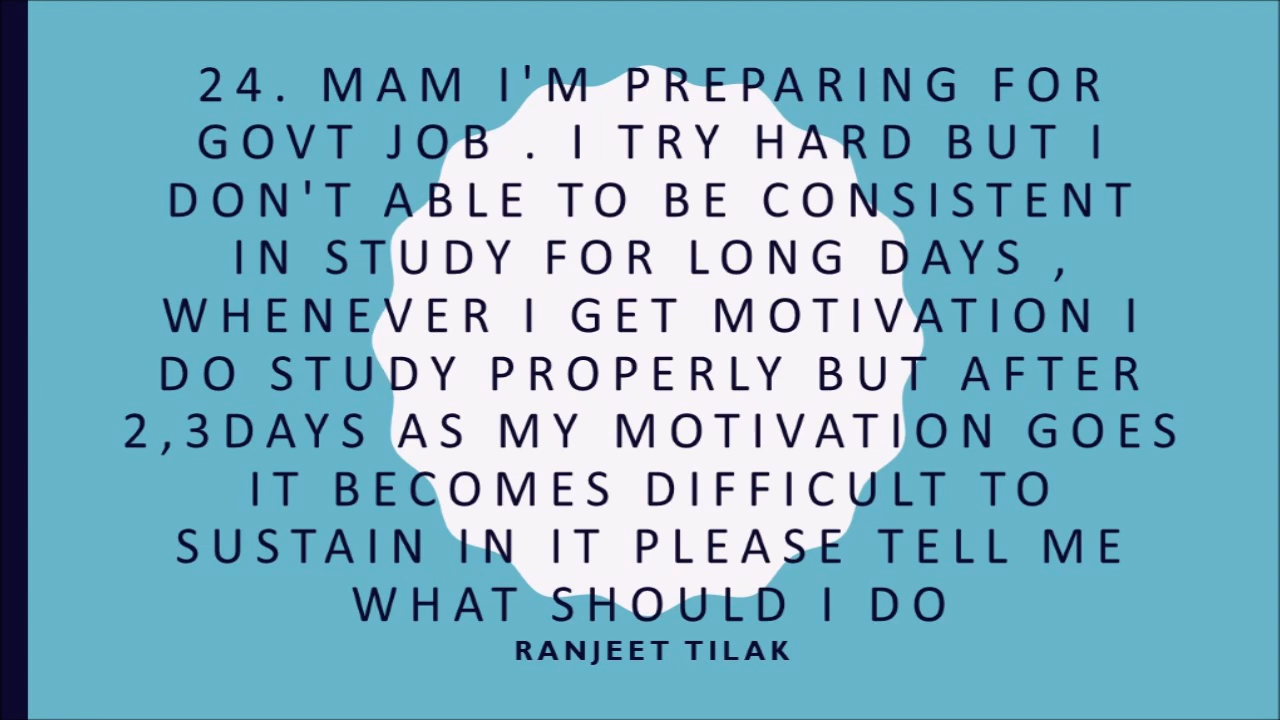 24. MAM I'M PREPARING FOR
GOVT JOB . I TRY HARD BUT I
DON'T ABLE TO BE CONSISTENT
IN STUDY FOR LONG DAYS ,
WHENEVER I GET MOTIVATION I
DO STUDY PROPERLY BUT AFTER
2,3DAYS AS MY MOTIVATION GOES
IT BECOMES DIFFICULT TO
SUSTAIN IN IT PLEASE TELL ME
WHAT SHOULD I DO
RANJEET TILAK